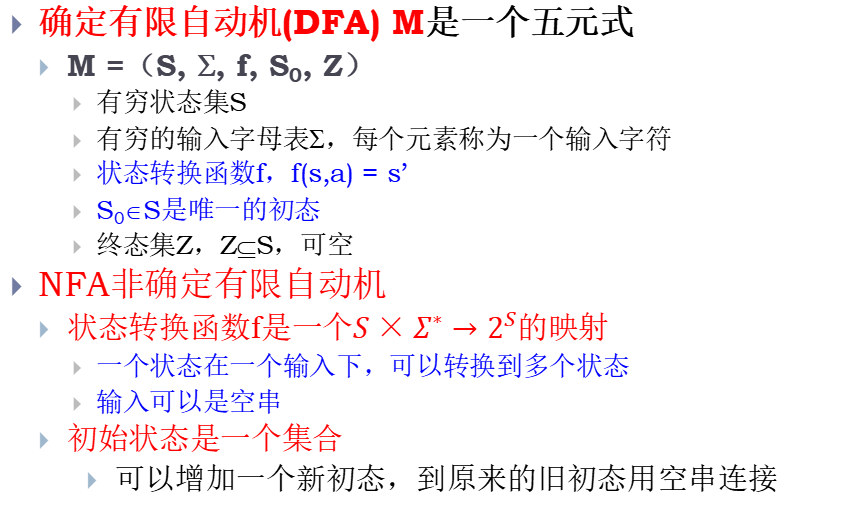 确定有限自动机(DFA) M是一个五元式
M =（S, Σ, f, S₀, Z）
有穷状态集S
有穷的输入字母表Σ，每个元素称为一个输入字符
状态转换函数f，f(s,a) = s’
S₀∈S是唯一的初态
终态集Z，Z⊆S，可空
NFA非确定有限自动机
状态转换函数f是一个S × Σ* → 2ˢ的映射
一个状态在一个输入下，可以转换到多个状态
输入可以是空串
初始状态是一个集合
可以增加一个新初态，到原来的旧初态用空串连接